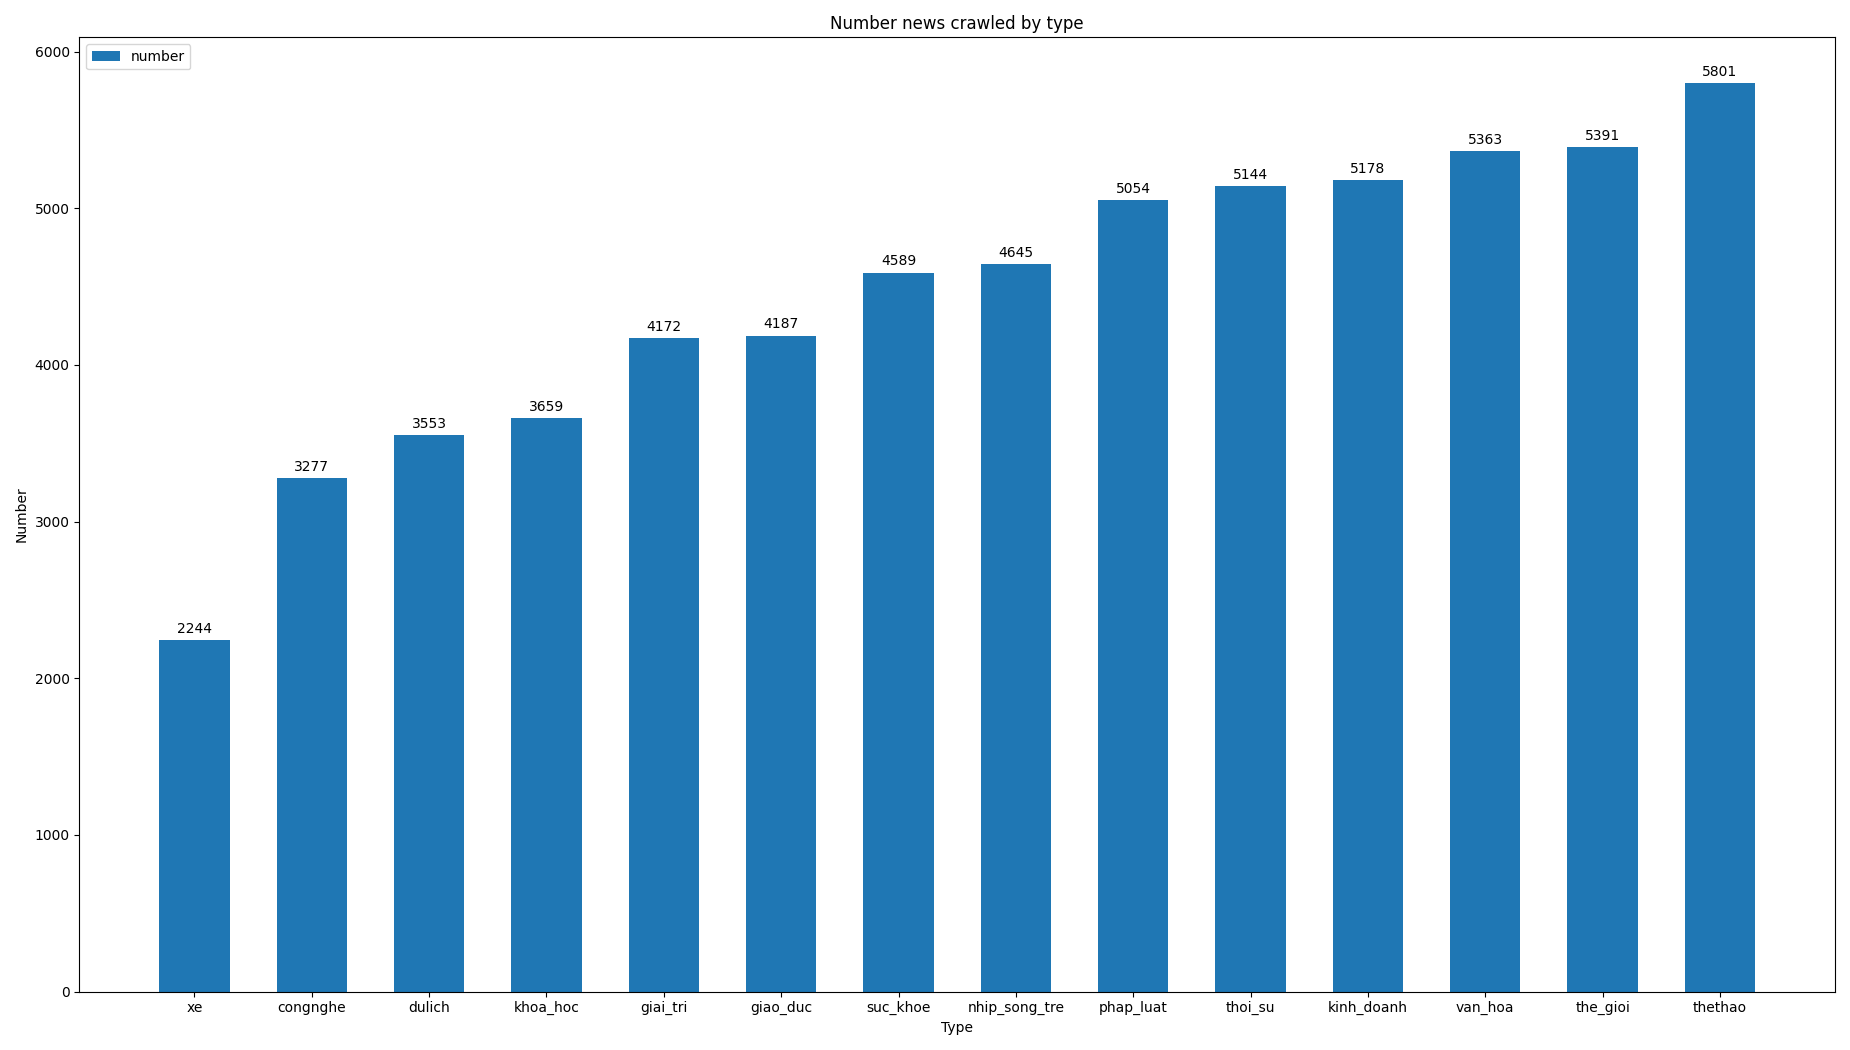 Number news crawled by type
number
6000
5000
4000
3000
2000
1000
0
Number
2244
3277
3553
3659
4172
4187
4589
4645
5054
5144
5178
5363
5391
5801
xe
congnghe
dulich
khoa_hoc
giai_tri
giao_duc
suc_khoe
nhip_song_tre
phap_luat
thoi_su
kinh_doanh
van_hoa
the_gioi
thethao
Type